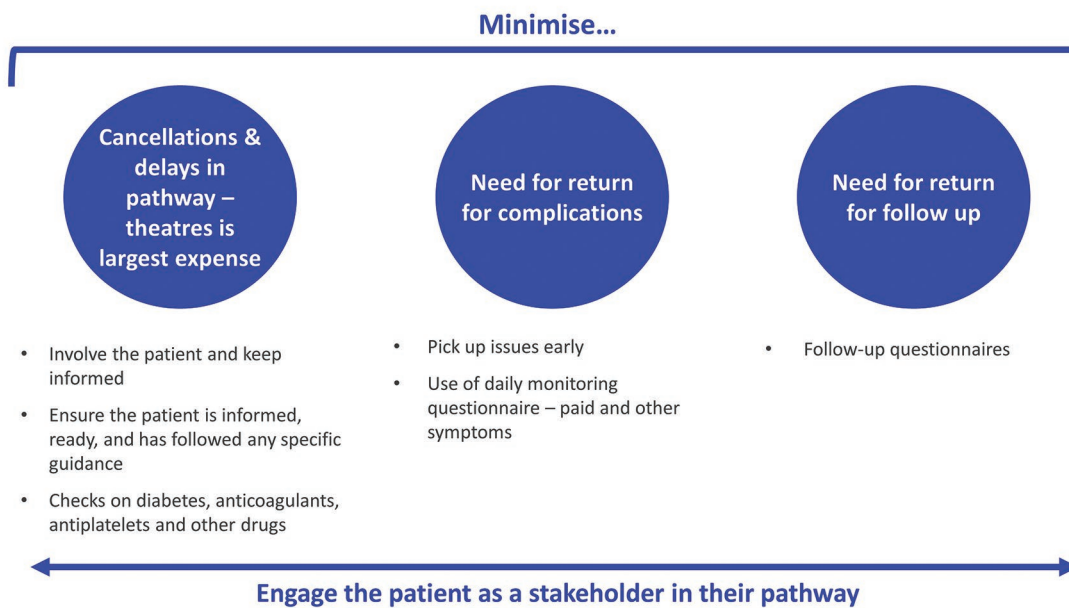 Minimise...
Cancellations &
delays in
pathway –
theatres is
largest expense
Need for return
for complications
Need for return
for follow up
• Involve the patient and keep
informed
• Ensure the patient is informed,
ready, and has followed any specific
guidance
• Checks on diabetes, anticoagulants,
antiplatelets and other drugs
• Pick up issues early
• Use of daily monitoring
questionnaire – paid and other
symptoms
• Follow-up questionnaires
Engage the patient as a stakeholder in their pathway